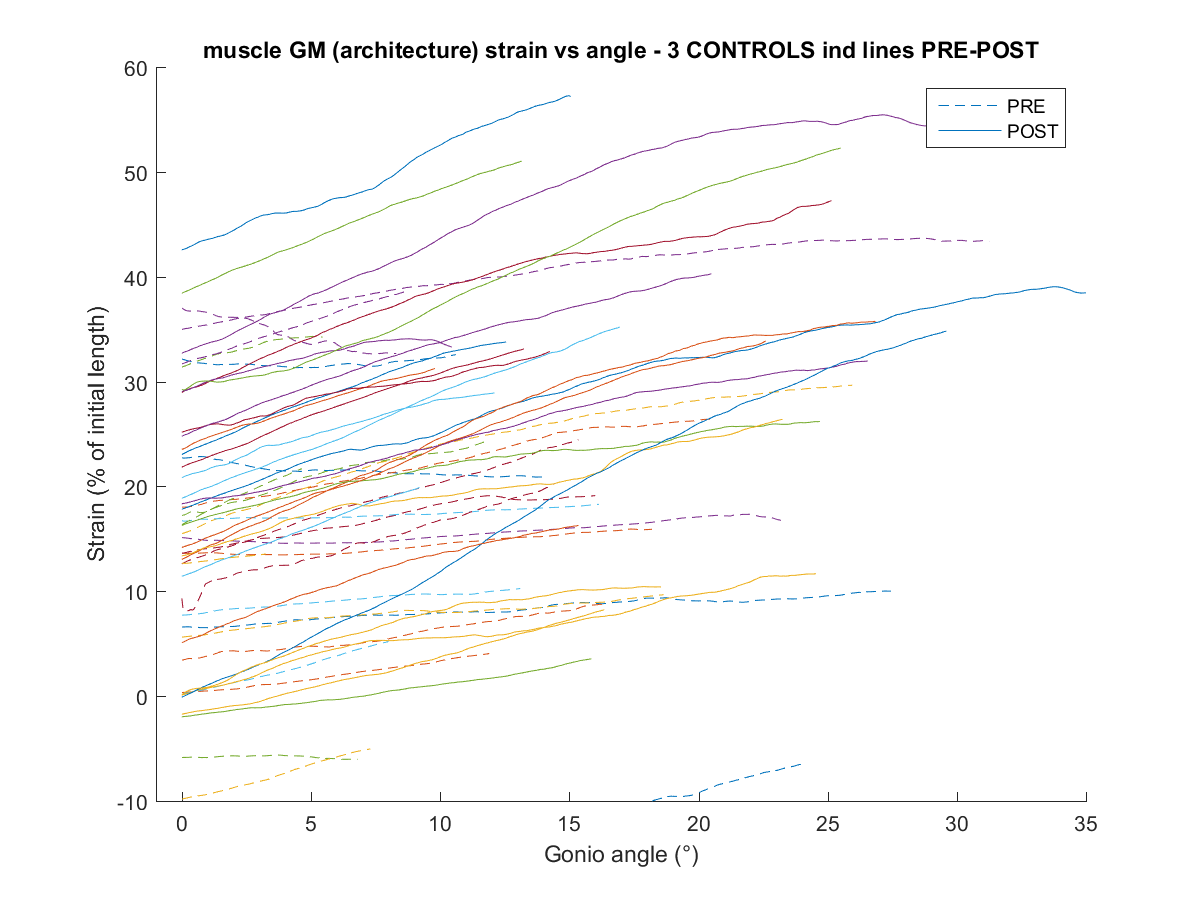 muscle GM (architecture) strain vs angle - 3 CONTROLS ind lines PRE-POST
PRE
POST
Strain (% of initial length)
60
50
40
30
20
10
0
-10
0 5 10 15 20 25 30 35
Gonio angle (°)